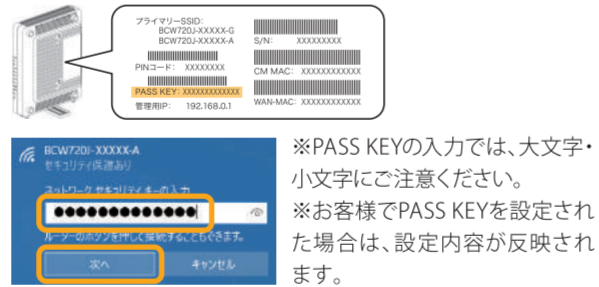 プライマリーSSID:
BCW720J-XXXXX-G
BCW720J-XXXXX-A
S/N: XXXXXXXXX
PINコード: XXXXXXXX
CM MAC: XXXXXXXXXXXX
PASS KEY: XXXXXXXXXXXXX
管理用IP: 192.168.0.1
WAN-MAC: XXXXXXXXXXXX
BCW720J-XXXXX-A
セキュリティ保護あり
ネットワーク セキュリティ キーの入力
●●●●●●●●●●●●●
ルーターのボタンを押して接続することもできます。
次へ
キャンセル
※PASS KEYの入力では、大文字・
小文字にご注意ください。
※お客様でPASS KEYを設定され
た場合は、設定内容が反映され
ます。